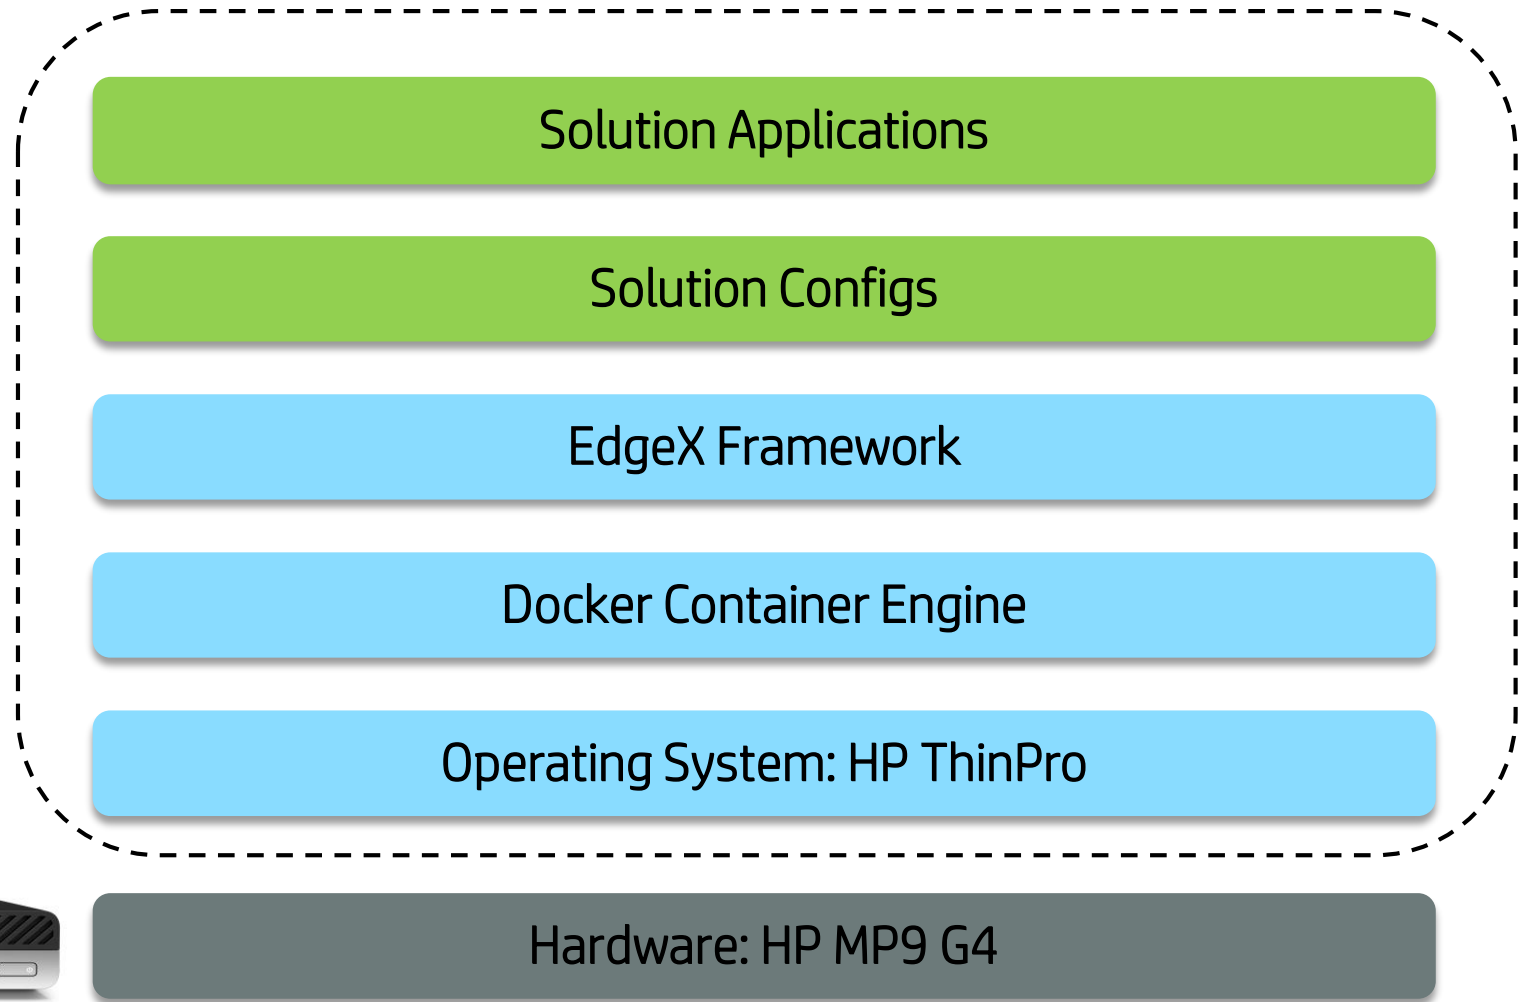 Solution Applications
Solution Configs
EdgeX Framework
Docker Container Engine
Operating System: HP ThinPro
Hardware: HP MP9 G4